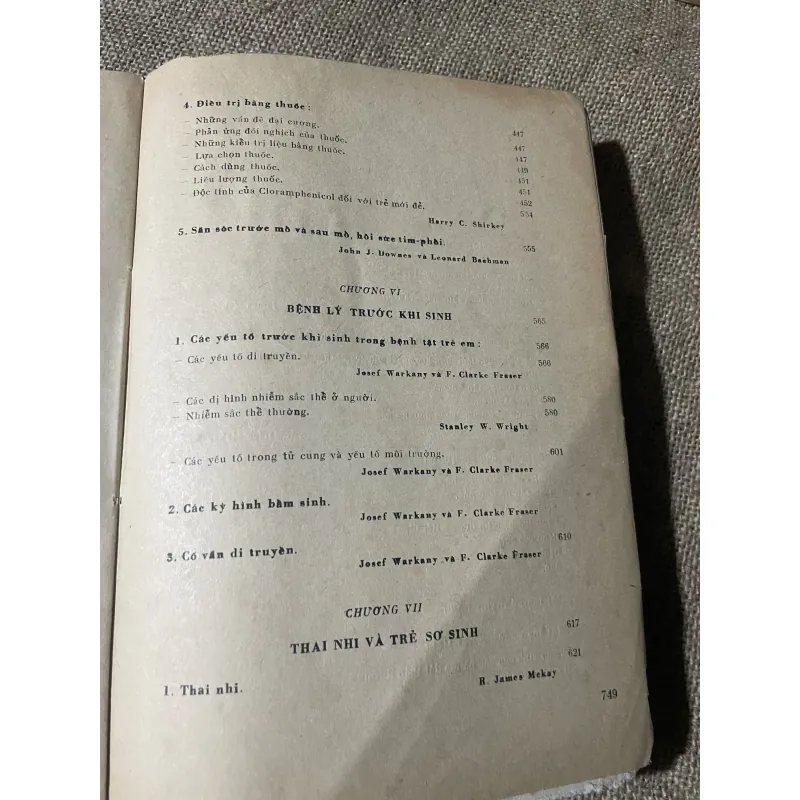 4. Điều trị bằng thuốc :
— Những vấn đề đại cương. 447
— Phản ứng đối nghịch của thuốc.
— Những kiểu trị liệu bằng thuốc. 447
— Lựa chọn thuốc. 447
— Cách dùng thuốc. 449
— Liều lượng thuốc. 451
— Độc tính của Cloramphenicol đối với trẻ mới đẻ. 451
452
554
Harry C. Shirkey
5. Săn sóc trước mổ và sau mổ, hồi sức tim-phổi. 555
John J. Downes và Leonard Bachman
CHƯƠNG VI
BỆNH LÝ TRƯỚC KHI SINH 565
1. Các yếu tố trước khi sinh trong bệnh tật trẻ em : 566
— Các yếu tố di truyền. 566
Josef Warkany và F. Clarke Fraser
— Các dị hình nhiễm sắc thể ở người. 580
— Nhiễm sắc thể thường. 580
Stanley W. Wright
— Các yếu tố trong tử cung và yếu tố môi trường. 601
Josef Warkany và F. Clarke Fraser
2. Các kỳ hình bẩm sinh.
Josef Warkany và F. Clarke Fraser
3. Cố vấn di truyền. 610
Josef Warkany và F. Clarke Fraser
CHƯƠNG VII
THAI NHI VÀ TRẺ SƠ SINH 617
1. Thai nhi. 621
R. James Mckay
749